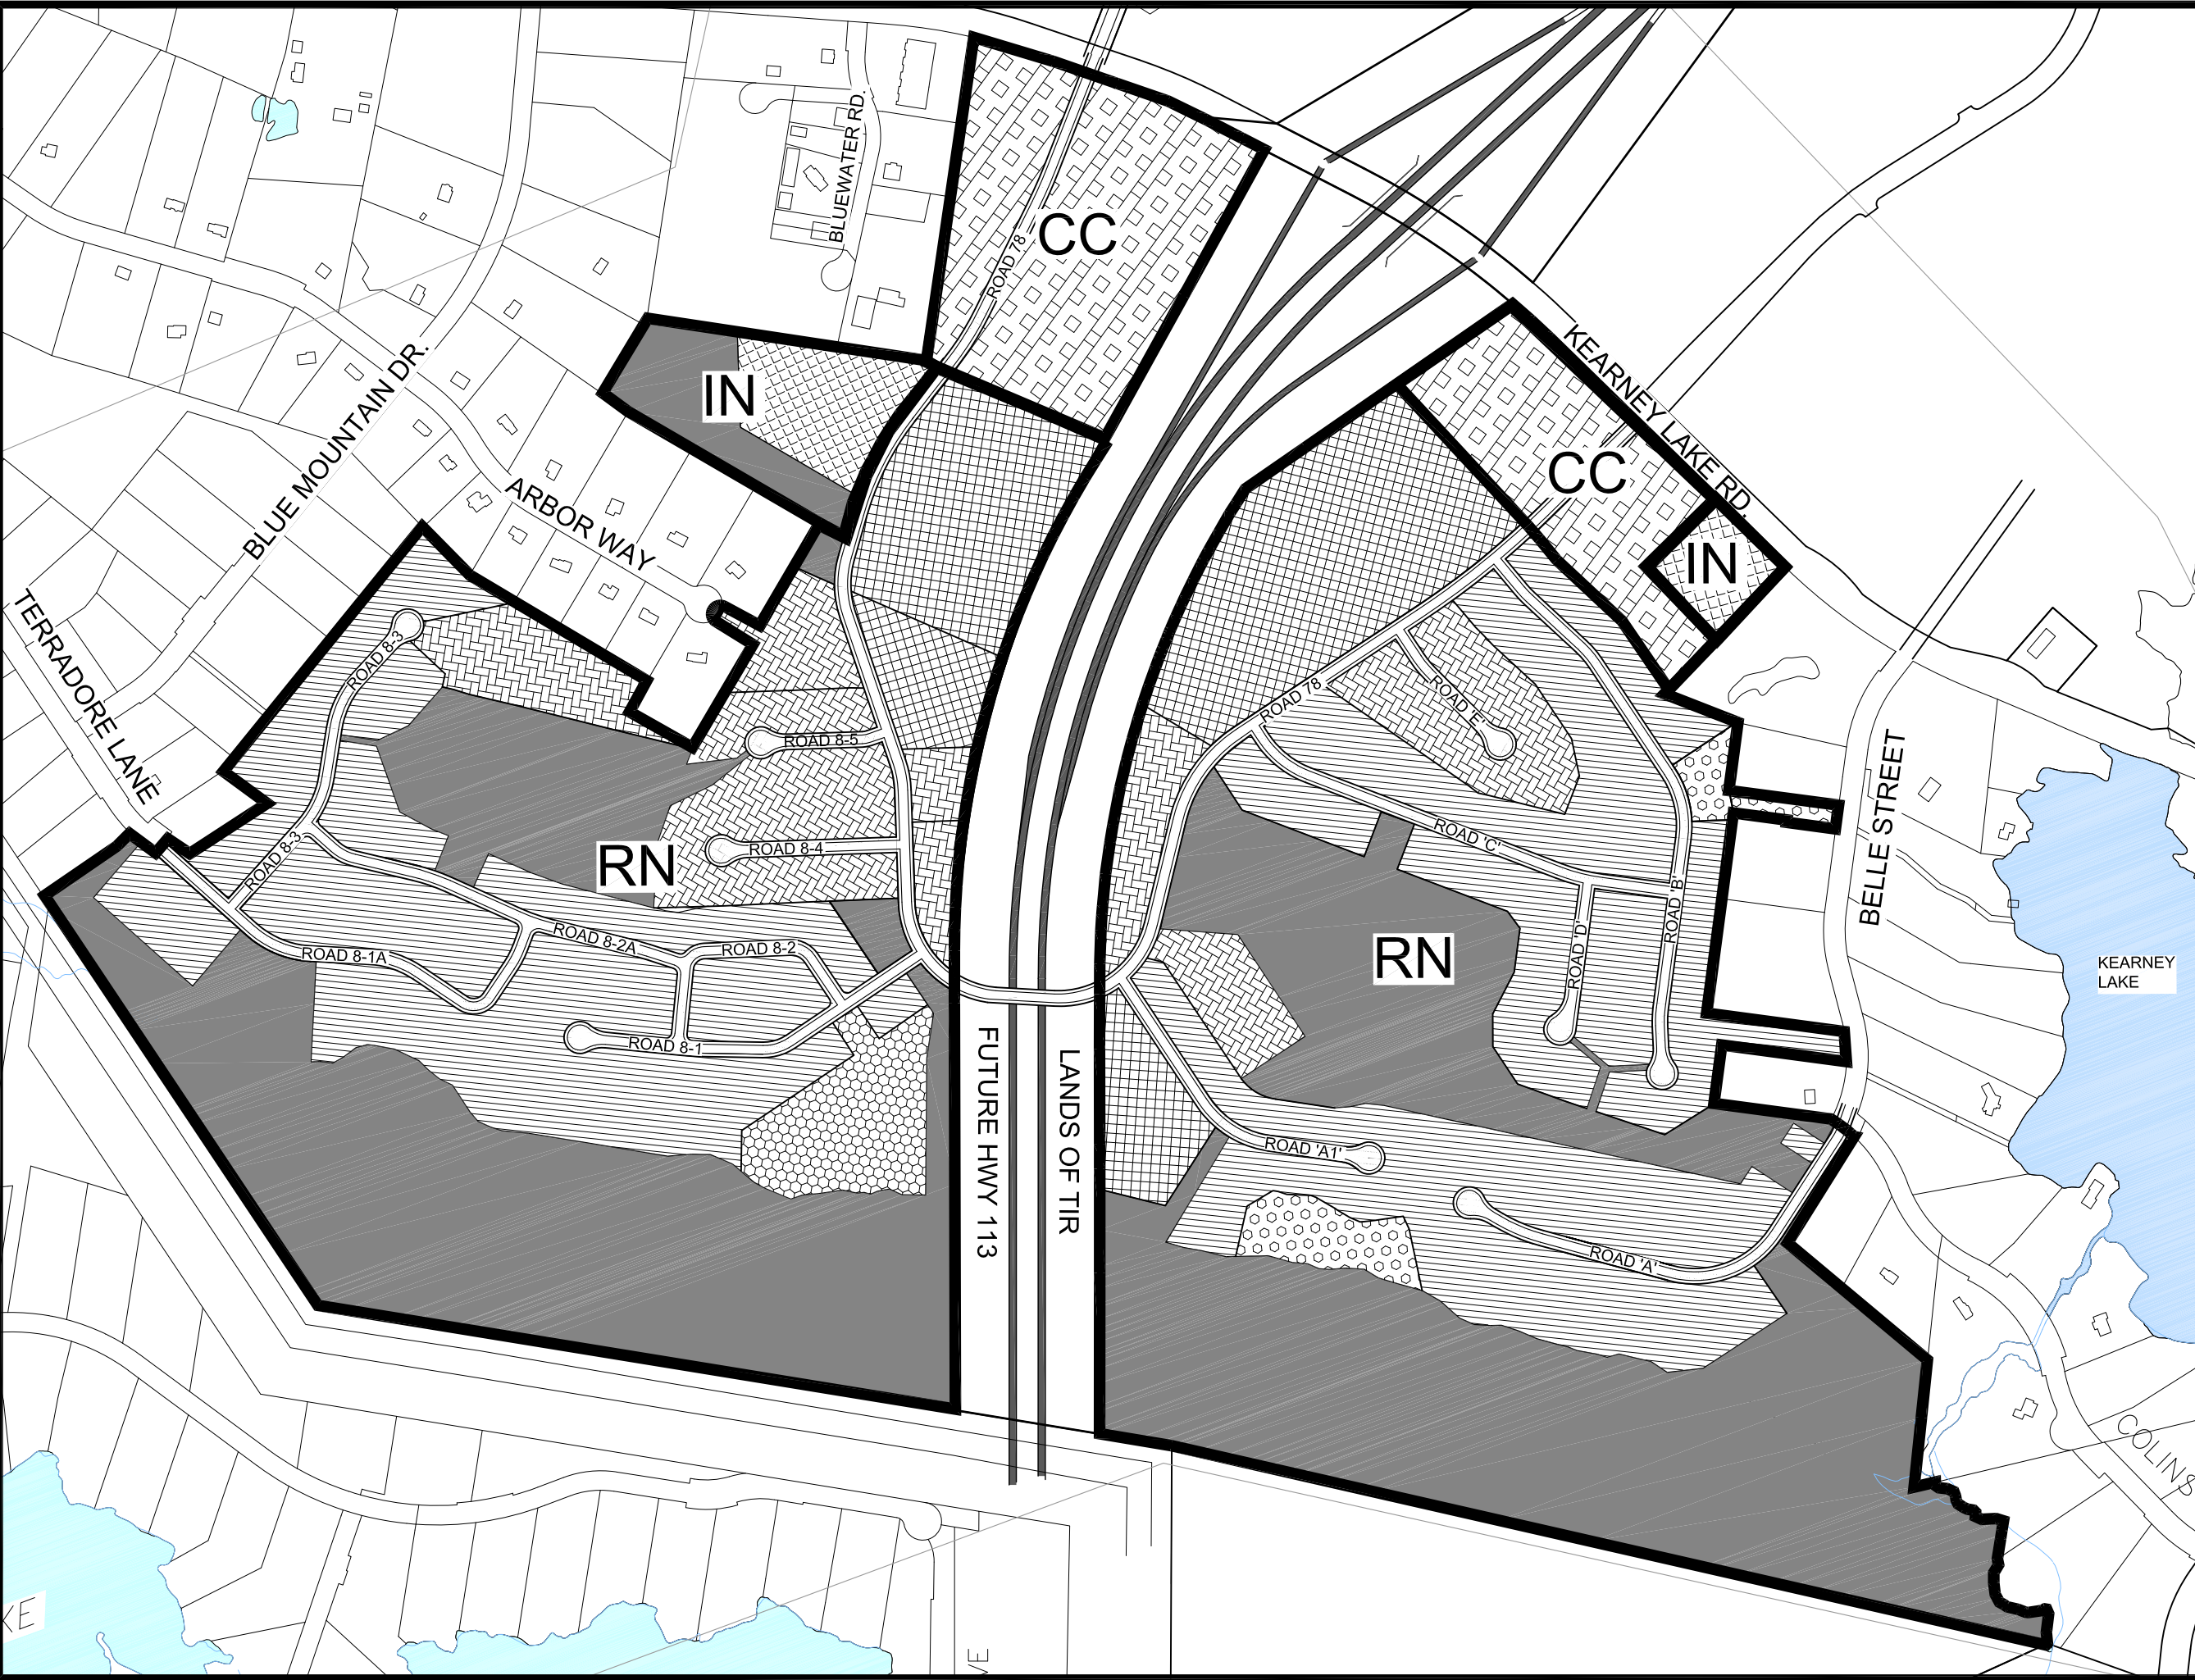 BLUEWATER RD.
CC
ROAD 78
KEARNEY LAKE RD.
BLUE MOUNTAIN DR.
IN
CC
ARBOR WAY
IN
TERRADORE LANE
ROAD 8-3
ROAD 78
ROAD 'E'
ROAD 8-5
BELLE STREET
ROAD 8-3
RN
ROAD 8-4
ROAD 'C'
ROAD 'B'
ROAD 8-2A
ROAD 8-2
ROAD 8-1A
RN
ROAD 'D'
KEARNEY
LAKE
ROAD 8-1
FUTURE HWY 113
LANDS OF TIR
ROAD 'A1'
ROAD 'A'
COLINS
KE
VE